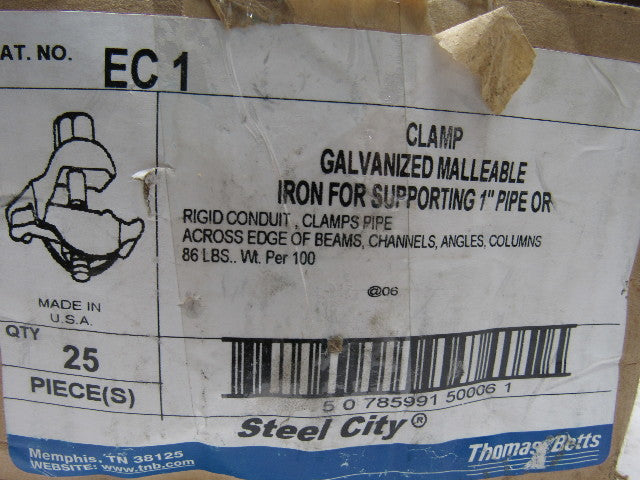 AT. NO. EC 1
CLAMP
GALVANIZED MALLEABLE
IRON FOR SUPPORTING 1" PIPE OR
RIGID CONDUIT , CLAMPS PIPE
ACROSS EDGE OF BEAMS, CHANNELS, ANGLES, COLUMNS
86 LBS.. Wt. Per 100
@06
MADE IN
U.S.A.
QTY
25
PIECE(S)
5 0 785991 50006 1
Steel City®
Memphis, TN 38125
WEBSITE: www.tnb.com
Thomas & Betts